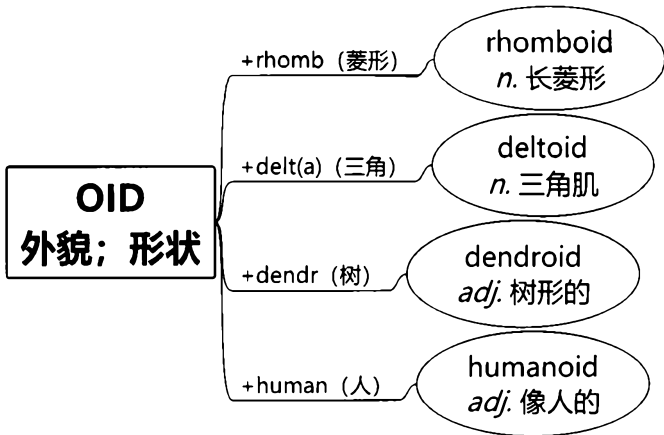 OID
外貌；形状
+rhomb（菱形）
rhomboid
n. 长菱形
+delt(a)（三角）
deltoid
n. 三角肌
+dendr（树）
dendroid
adj. 树形的
+human（人）
humanoid
adj. 像人的